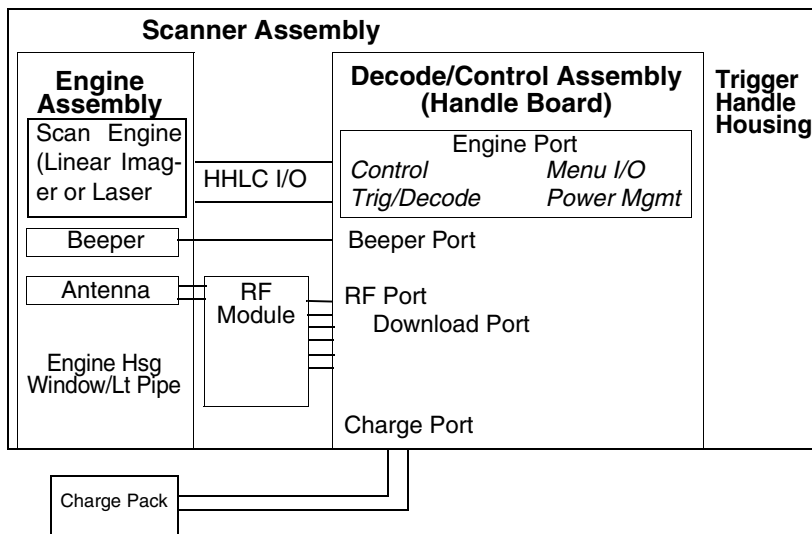 Scanner Assembly
Engine
Assembly
Scan Engine
(Linear Imag-
er or Laser
HHLC I/O
Decode/Control Assembly
(Handle Board)
Engine Port
Control Menu I/O
Trig/Decode Power Mgmt
Trigger
Handle
Housing
Beeper
Beeper Port
Antenna
RF
Module
RF Port
Download Port
Engine Hsg
Window/Lt Pipe
Charge Port
Charge Pack